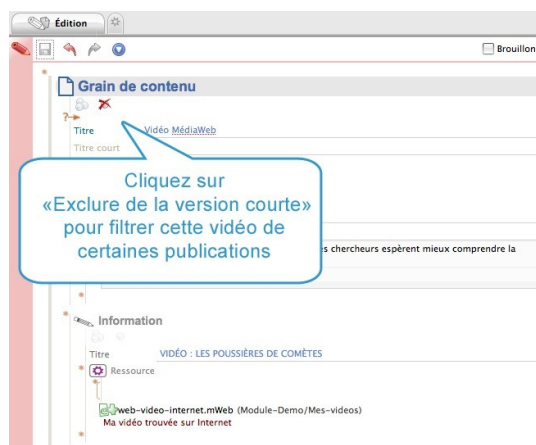 Édition
Brouillon
Grain de contenu
?
Titre Vidéo MédiaWeb
Titre court
Cliquez sur
«Exclure de la version courte»
pour filtrer cette vidéo de
certaines publications
s chercheurs espèrent mieux comprendre la
Information
Titre VIDÉO : LES POUSSIÈRES DE COMÈTES
Ressource
web-video-internet.mWeb (Module-Demo/Mes-videos)
Ma vidéo trouvée sur Internet